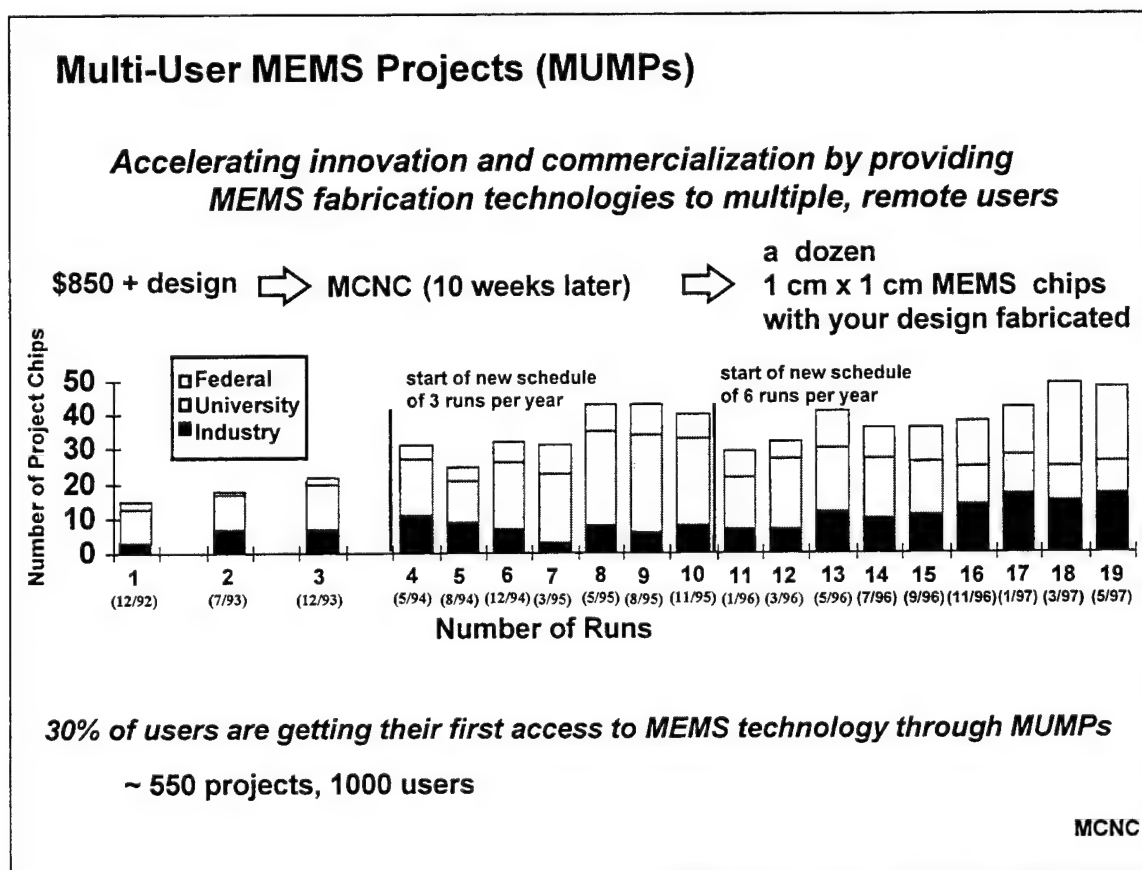 Multi-User MEMS Projects (MUMPs)
Accelerating innovation and commercialization by providing
MEMS fabrication technologies to multiple, remote users
$850 + design
MCNC (10 weeks later)
a dozen
1 cm x 1 cm MEMS chips
with your design fabricated
Number of Project Chips
50
40
30
20
10
0
Federal
University
Industry
start of new schedule
of 3 runs per year
start of new schedule
of 6 runs per year
1 2 3 4 5 6 7 8 9 10 11 12 13 14 15 16 17 18 19
(12/92) (7/93) (12/93) (5/94) (8/94) (12/94) (3/95) (5/95) (8/95) (11/95) (1/96) (3/96) (5/96) (7/96) (9/96) (11/96) (1/97) (3/97) (5/97)
Number of Runs
30% of users are getting their first access to MEMS technology through MUMPs
~ 550 projects, 1000 users
MCNC